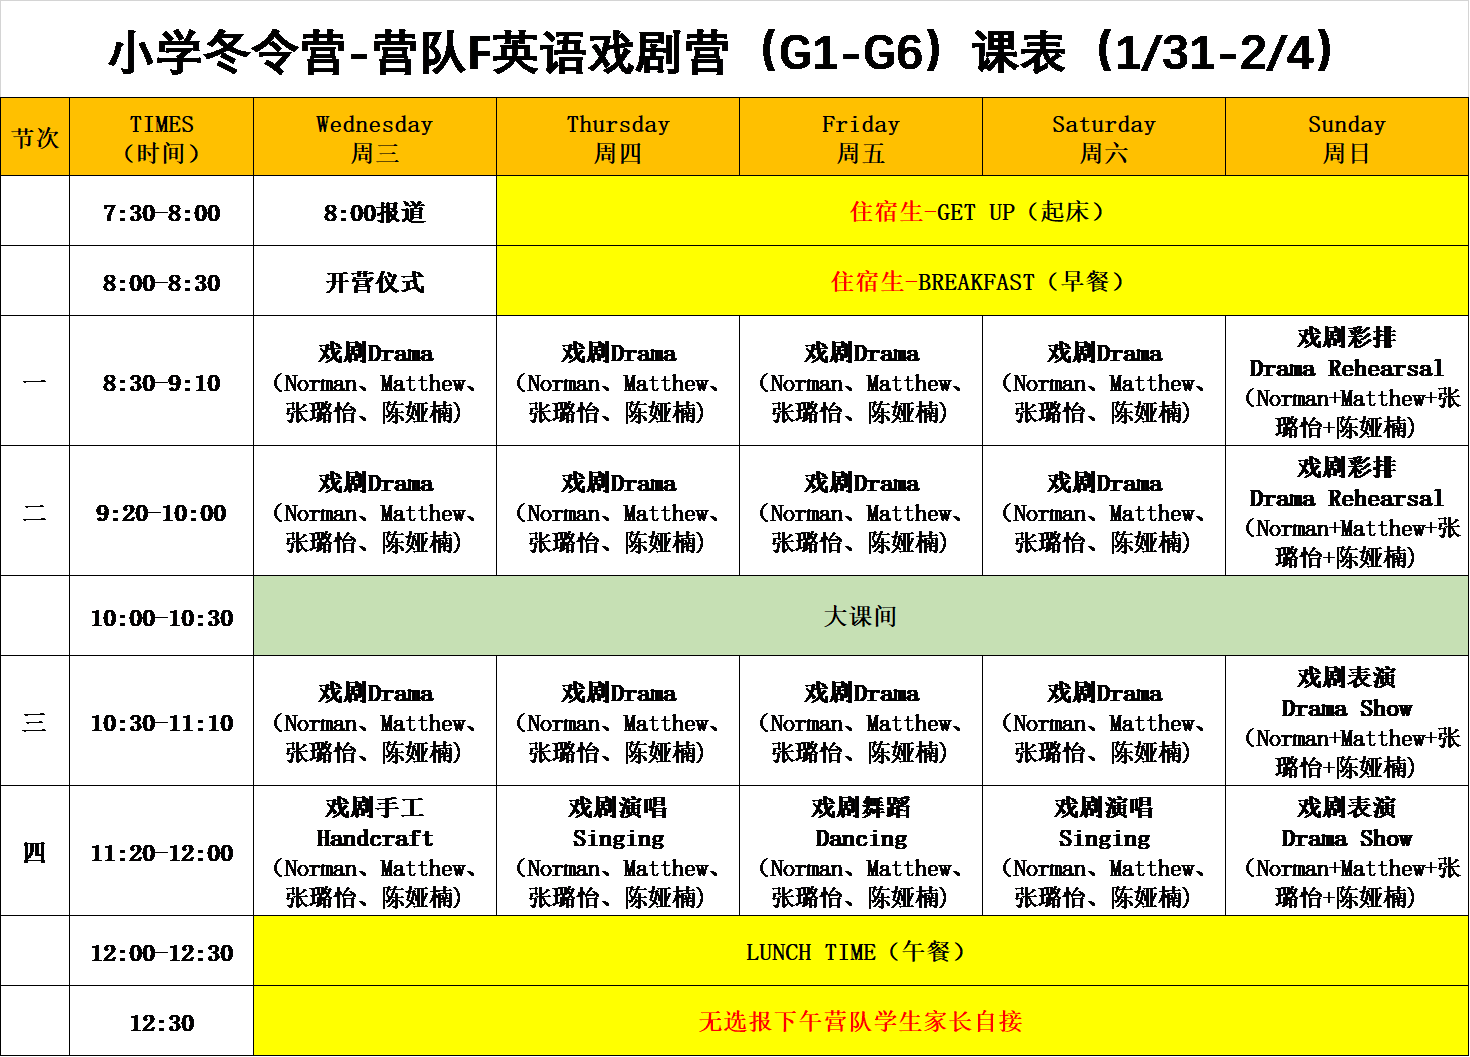 小学冬令营-营队F英语戏剧营（G1-G6）课表（1/31-2/4）
节次
TIMES
（时间）
Wednesday
周三
Thursday
周四
Friday
周五
Saturday
周六
Sunday
周日
7:30-8:00
8:00报道
住宿生-GET UP（起床）
8:00-8:30
开营仪式
住宿生-BREAKFAST（早餐）
一
8:30-9:10
戏剧Drama
（Norman、Matthew、
张璐怡、陈娅楠)
戏剧Drama
（Norman、Matthew、
张璐怡、陈娅楠)
戏剧Drama
（Norman、Matthew、
张璐怡、陈娅楠)
戏剧Drama
（Norman、Matthew、
张璐怡、陈娅楠)
戏剧彩排
Drama Rehearsal
（Norman+Matthew+张
璐怡+陈娅楠)
二
9:20-10:00
戏剧Drama
（Norman、Matthew、
张璐怡、陈娅楠)
戏剧Drama
（Norman、Matthew、
张璐怡、陈娅楠)
戏剧Drama
（Norman、Matthew、
张璐怡、陈娅楠)
戏剧Drama
（Norman、Matthew、
张璐怡、陈娅楠)
戏剧彩排
Drama Rehearsal
（Norman+Matthew+张
璐怡+陈娅楠)
10:00-10:30
大课间
三
10:30-11:10
戏剧Drama
（Norman、Matthew、
张璐怡、陈娅楠)
戏剧Drama
（Norman、Matthew、
张璐怡、陈娅楠)
戏剧Drama
（Norman、Matthew、
张璐怡、陈娅楠)
戏剧Drama
（Norman、Matthew、
张璐怡、陈娅楠)
戏剧表演
Drama Show
（Norman+Matthew+张
璐怡+陈娅楠)
四
11:20-12:00
戏剧手工
Handcraft
（Norman、Matthew、
张璐怡、陈娅楠)
戏剧演唱
Singing
（Norman、Matthew、
张璐怡、陈娅楠)
戏剧舞蹈
Dancing
（Norman、Matthew、
张璐怡、陈娅楠)
戏剧演唱
Singing
（Norman、Matthew、
张璐怡、陈娅楠)
戏剧表演
Drama Show
（Norman+Matthew+张
璐怡+陈娅楠)
12:00-12:30
LUNCH TIME（午餐）
12:30
无选报下午营队学生家长自接